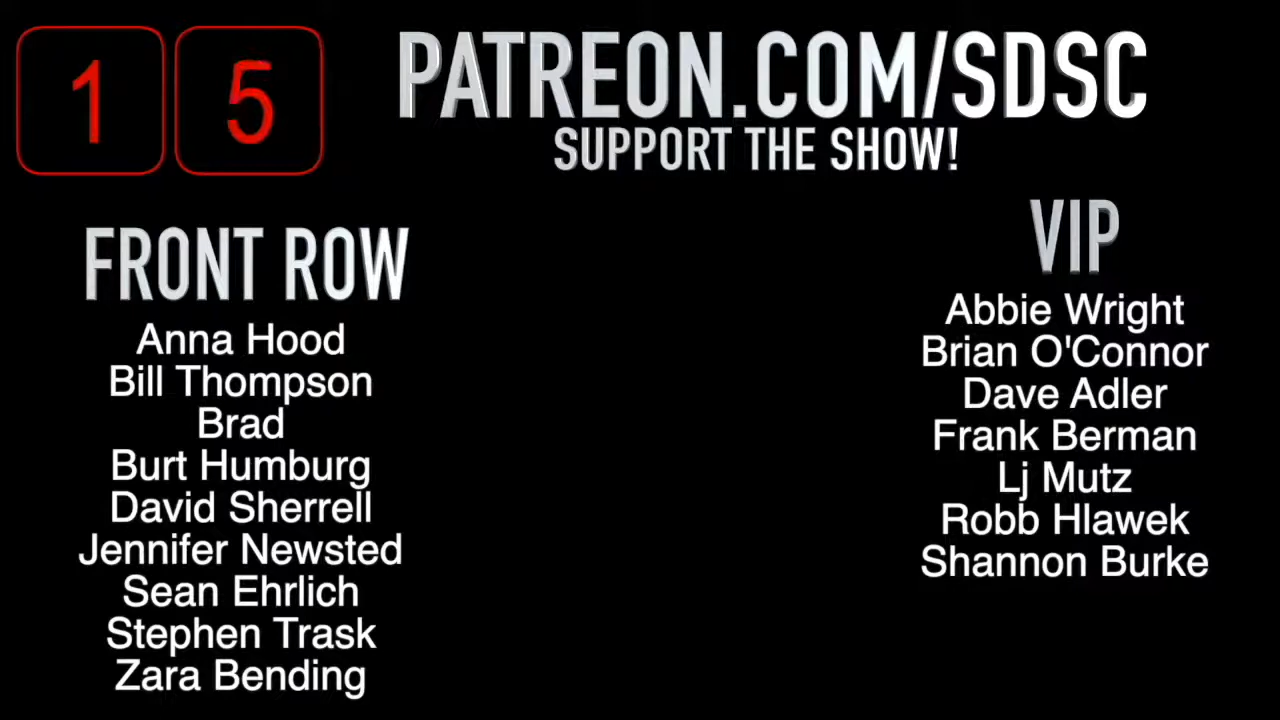 1 5
PATREON.COM/SDSC
SUPPORT THE SHOW!
FRONT ROW
Anna Hood
Bill Thompson
Brad
Burt Humburg
David Sherrell
Jennifer Newsted
Sean Ehrlich
Stephen Trask
Zara Bending
VIP
Abbie Wright
Brian O'Connor
Dave Adler
Frank Berman
Lj Mutz
Robb Hlawek
Shannon Burke